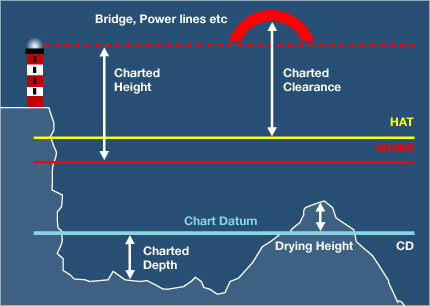 Bridge, Power lines etc
Charted
Height
Charted
Clearance
HAT
MHWS
Chart Datum
Charted
Depth
Drying Height
CD